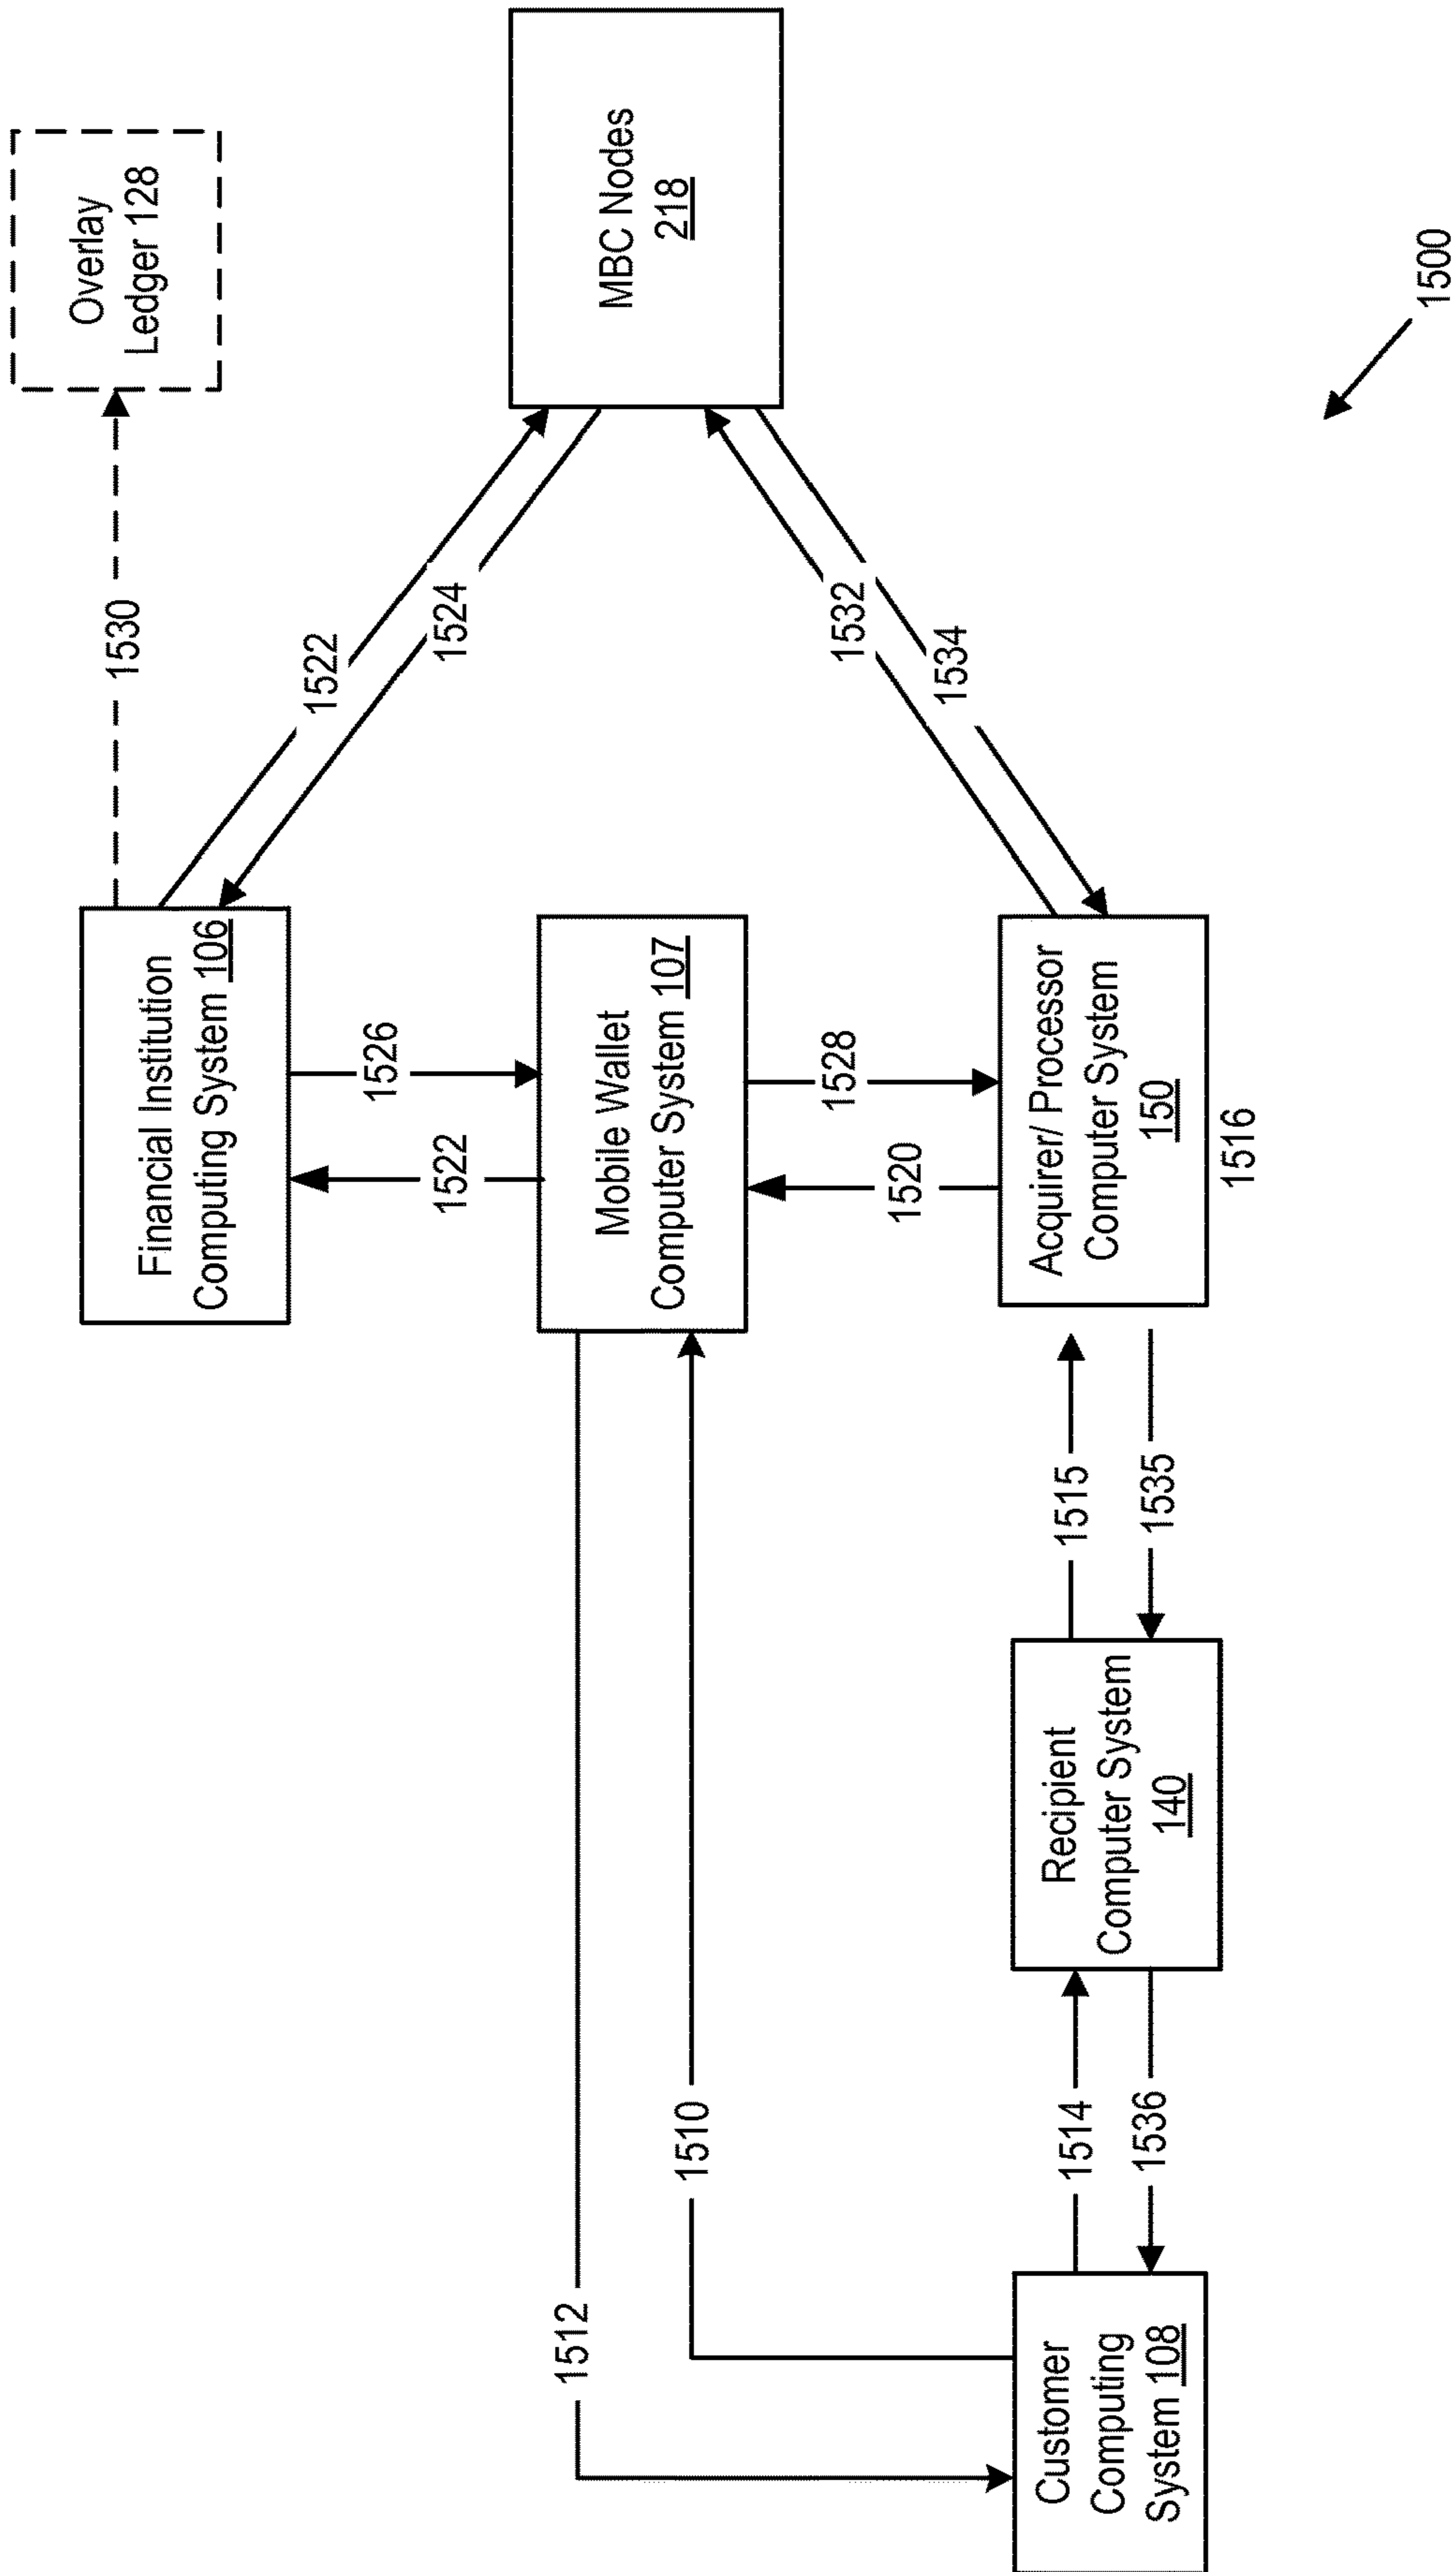 Financial Institution
Computing System 106
1530
Overlay
Ledger 128
1522
1524
1526
1522
1512
1510
Mobile Wallet
Computer System 107
MBC Nodes
218
1528
1520
1532
1534
Customer
Computing
System 108
1514
1536
Recipient
Computer System
140
1515
1535
Acquirer/ Processor
Computer System
150
1516
1500